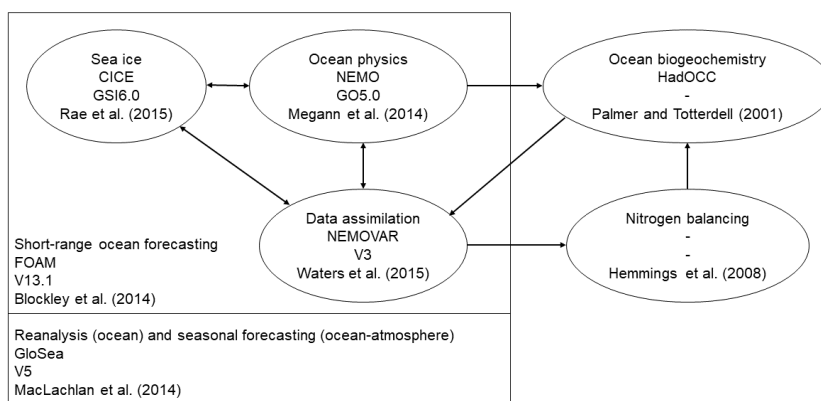 Sea ice
CICE
GSI6.0
Rae et al. (2015)
Ocean physics
NEMO
GO5.0
Megann et al. (2014)
Ocean biogeochemistry
HadOCC
-
Palmer and Totterdell (2001)
Data assimilation
NEMOVAR
V3
Waters et al. (2015)
Nitrogen balancing
-
-
Hemmings et al. (2008)
Short-range ocean forecasting
FOAM
V13.1
Blockley et al. (2014)
Reanalysis (ocean) and seasonal forecasting (ocean-atmosphere)
GloSea
V5
MacLachlan et al. (2014)